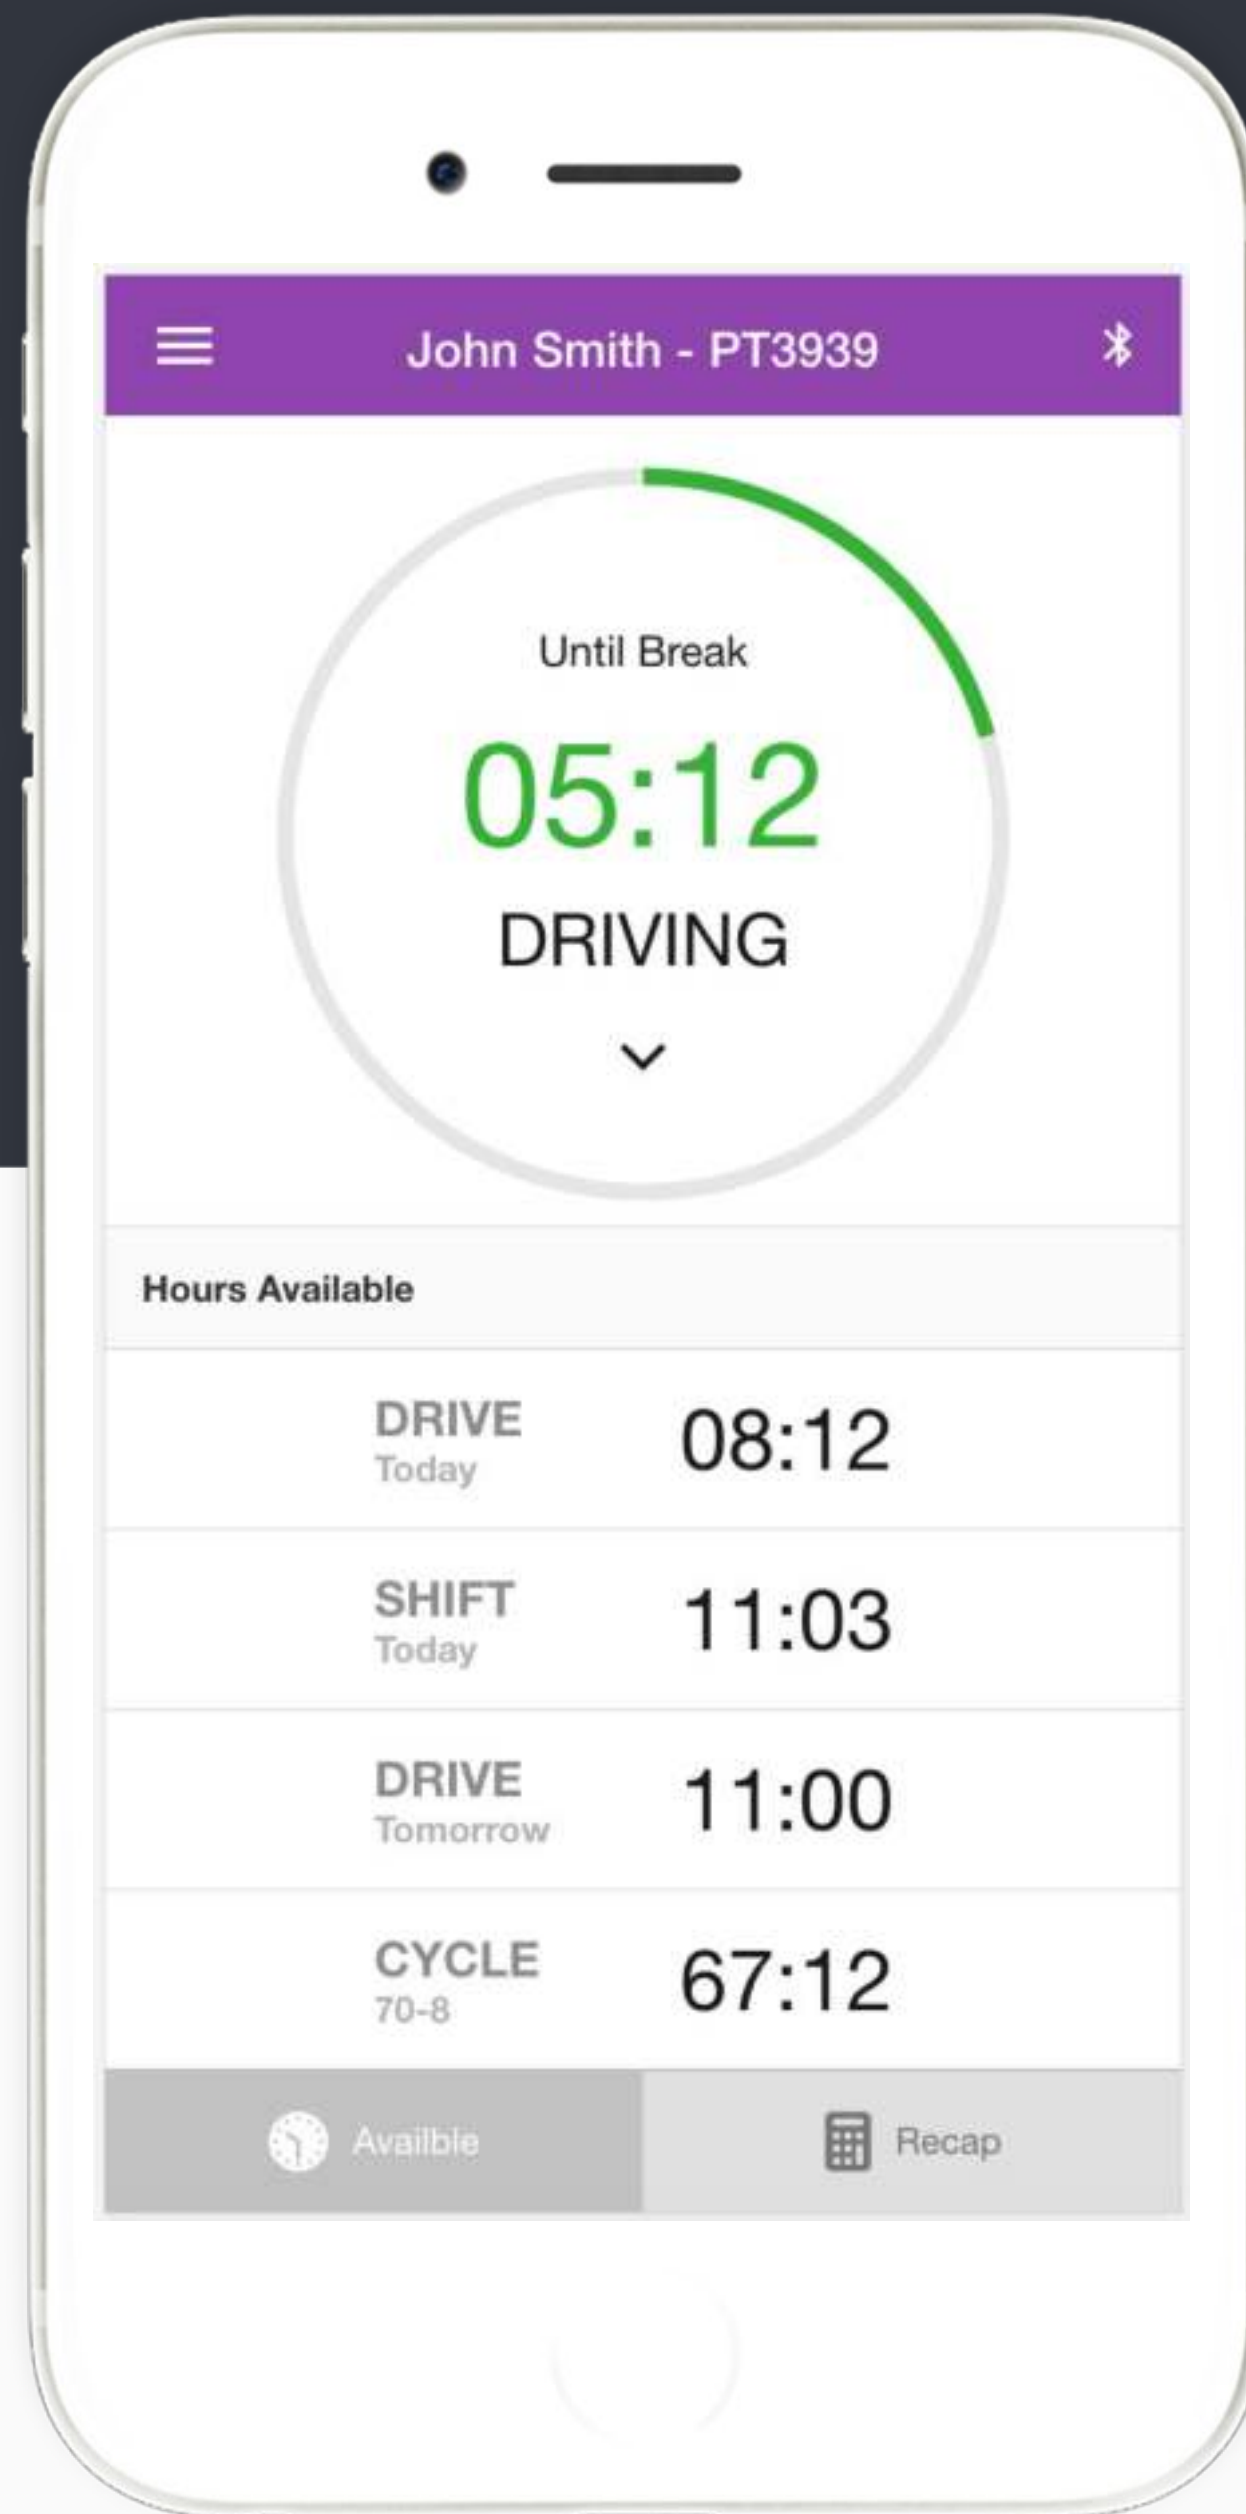 John Smith - PT3939
Until Break
05:12
DRIVING
Hours Available
DRIVE 08:12
Today
SHIFT 11:03
Today
DRIVE 11:00
Tomorrow
CYCLE 67:12
70-8
Availble Recap